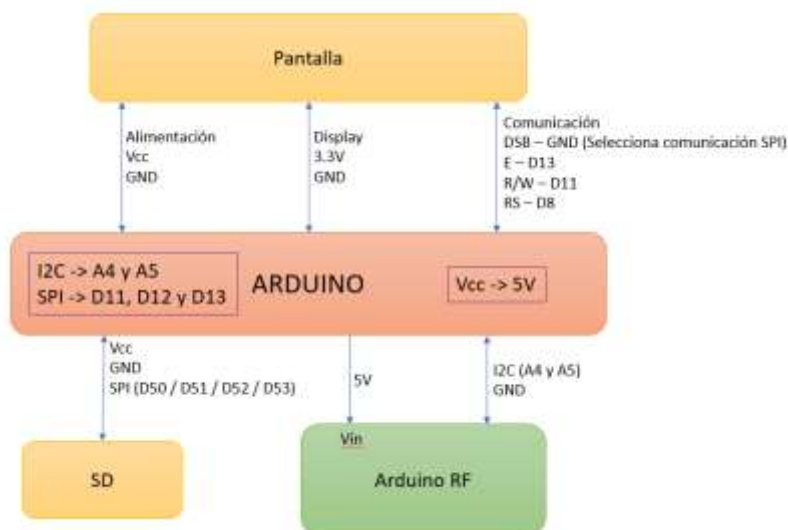 Pantalla
Alimentación
Vcc
GND
Display
3.3V
GND
Comunicación
DSB – GND (Selecciona comunicación SPI)
E – D13
R/W – D11
RS – D8
I2C -> A4 y A5
SPI -> D11, D12 y D13
ARDUINO
Vcc -> 5V
Vcc
GND
SPI (D50 / D51 / D52 / D53)
5V
I2C (A4 y A5)
GND
SD
Vin
Arduino RF